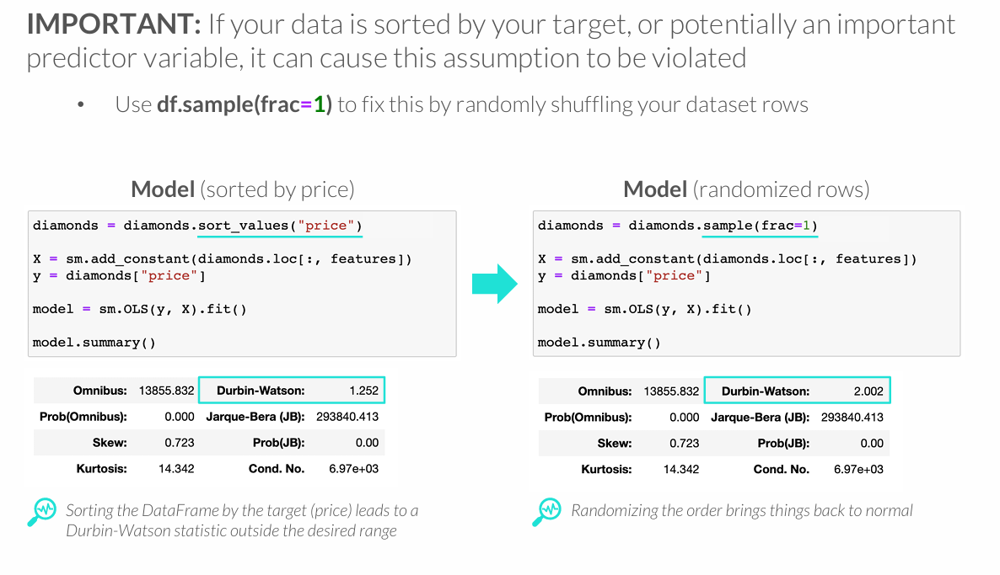 IMPORTANT: If your data is sorted by your target, or potentially an important
predictor variable, it can cause this assumption to be violated
• Use df.sample(frac=1) to fix this by randomly shuffling your dataset rows
Model (sorted by price)
diamonds = diamonds.sort_values("price")
X = sm.add_constant(diamonds.loc[:, features])
y = diamonds["price"]
model = sm.OLS(y, X).fit()
model.summary()
Omnibus: 13855.832 Durbin-Watson: 1.252
Prob(Omnibus): 0.000 Jarque-Bera (JB): 293840.413
Skew: 0.723 Prob(JB): 0.00
Kurtosis: 14.342 Cond. No. 6.97e+03
Sorting the DataFrame by the target (price) leads to a
Durbin-Watson statistic outside the desired range
Model (randomized rows)
diamonds = diamonds.sample(frac=1)
X = sm.add_constant(diamonds.loc[:, features])
y = diamonds["price"]
model = sm.OLS(y, X).fit()
model.summary()
Omnibus: 13855.832 Durbin-Watson: 2.002
Prob(Omnibus): 0.000 Jarque-Bera (JB): 293840.413
Skew: 0.723 Prob(JB): 0.00
Kurtosis: 14.342 Cond. No. 6.97e+03
Randomizing the order brings things back to normal